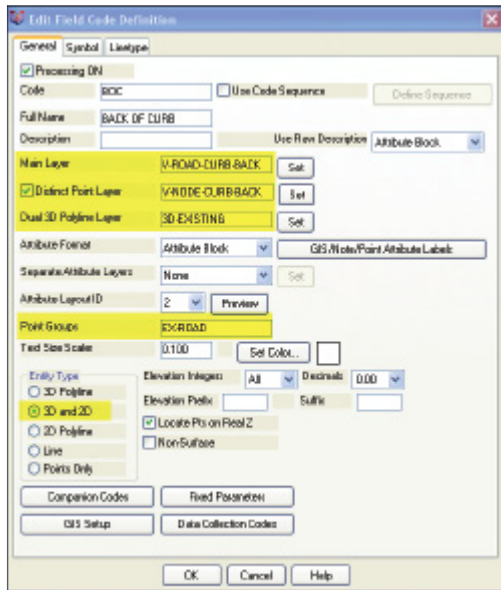 Edit Field Code Definition
General Symbol Linetype
Processing ON
Code BOC Use Code Sequence Define Sequence
Full Name BACK OF CURB
Description Use Raw Description Attribute Block
Main Layer V-ROAD-CURB-BACK Set
Distinct Point Layer V-NODE-CURB-BACK Set
Dual 3D Polyline Layer 3D-EXISTING Set
Attribute Format Attribute Block GIS/Note/Point Attribute Labels
Separate Attribute Layers None Set
Attribute Layout ID 2 Preview
Point Groups EX-ROAD
Text Size Scaler 0.100 Set Color...
Entity Type Elevation Integers All Decimals 0.00
3D Polyline Elevation Prefix Suffix
3D and 2D Locate Pts on Real Z
2D Polyline Non-Surface
Line
Points Only
Companion Codes Fixed Parameters
GIS Setup Data Collection Codes
OK Cancel Help